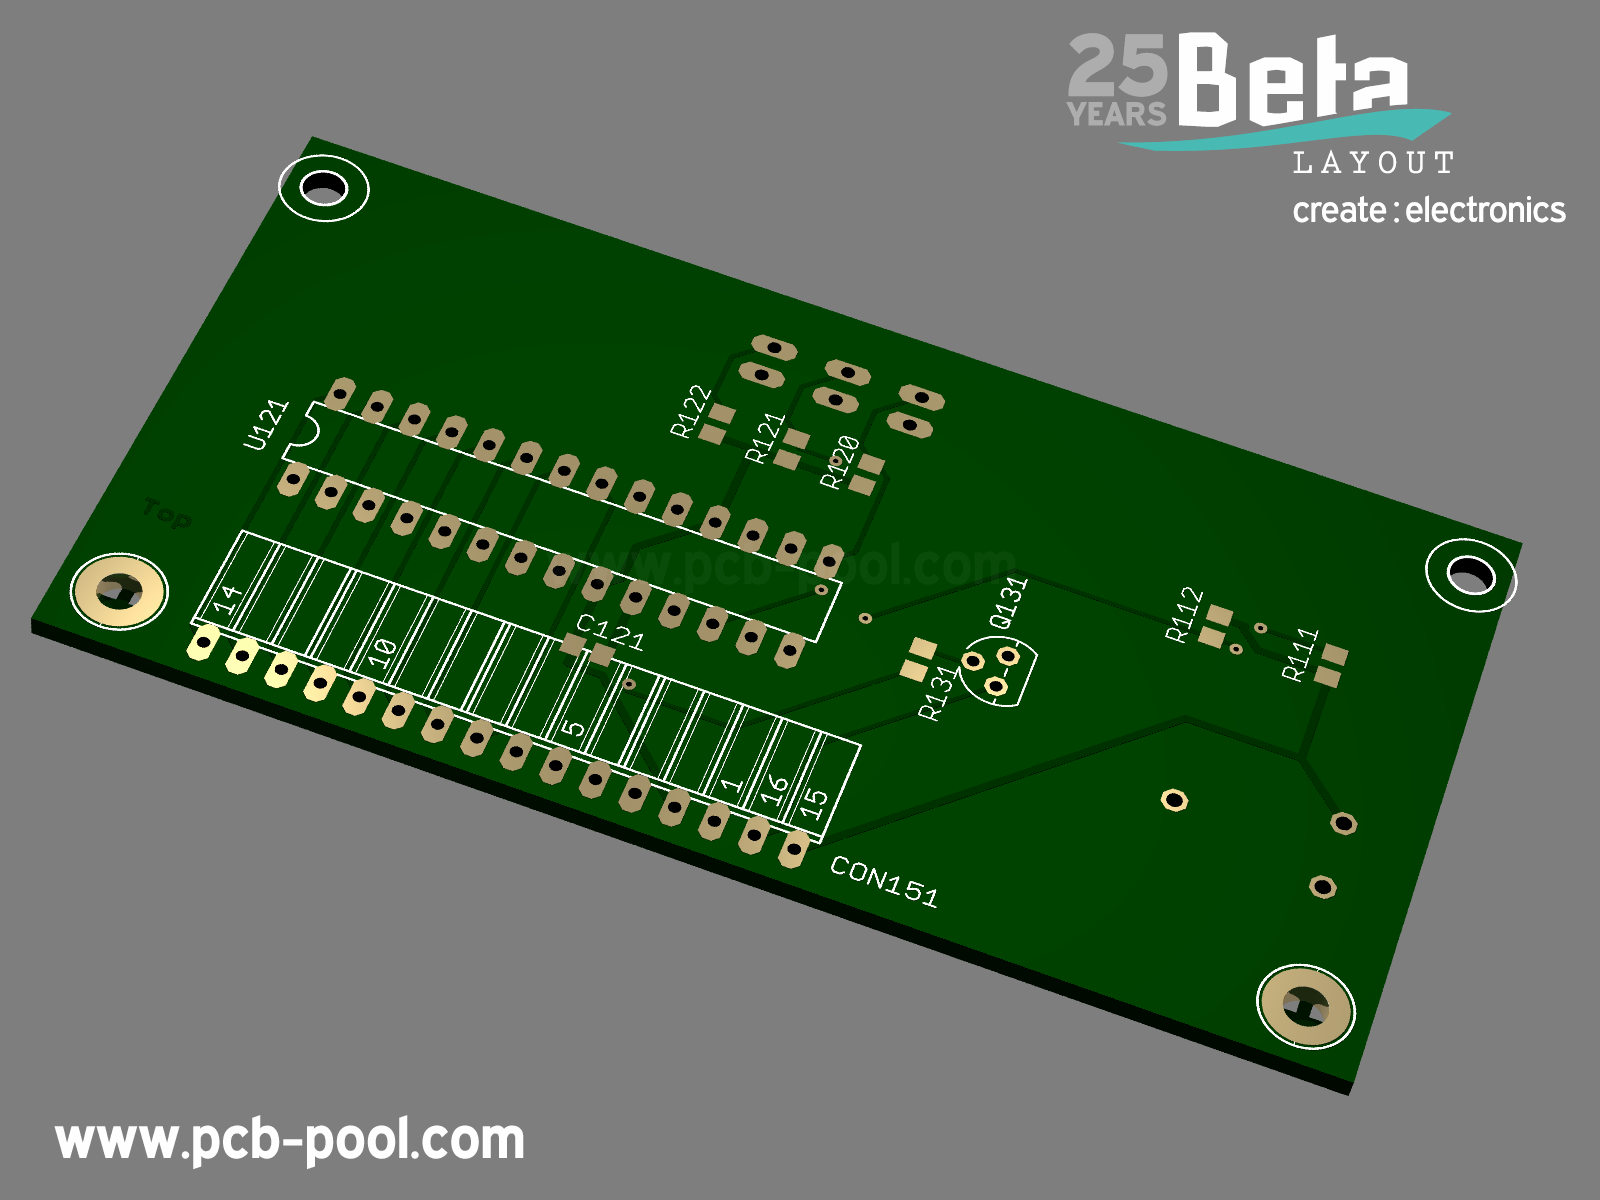 25
YEARS
Beta
LAYOUT
create : electronics
U121
R122
R121
R120
Top
www.pcb-pool.com
14
10
5
1
16
15
C121
Q131
R131
R112
R111
CON151
www.pcb-pool.com